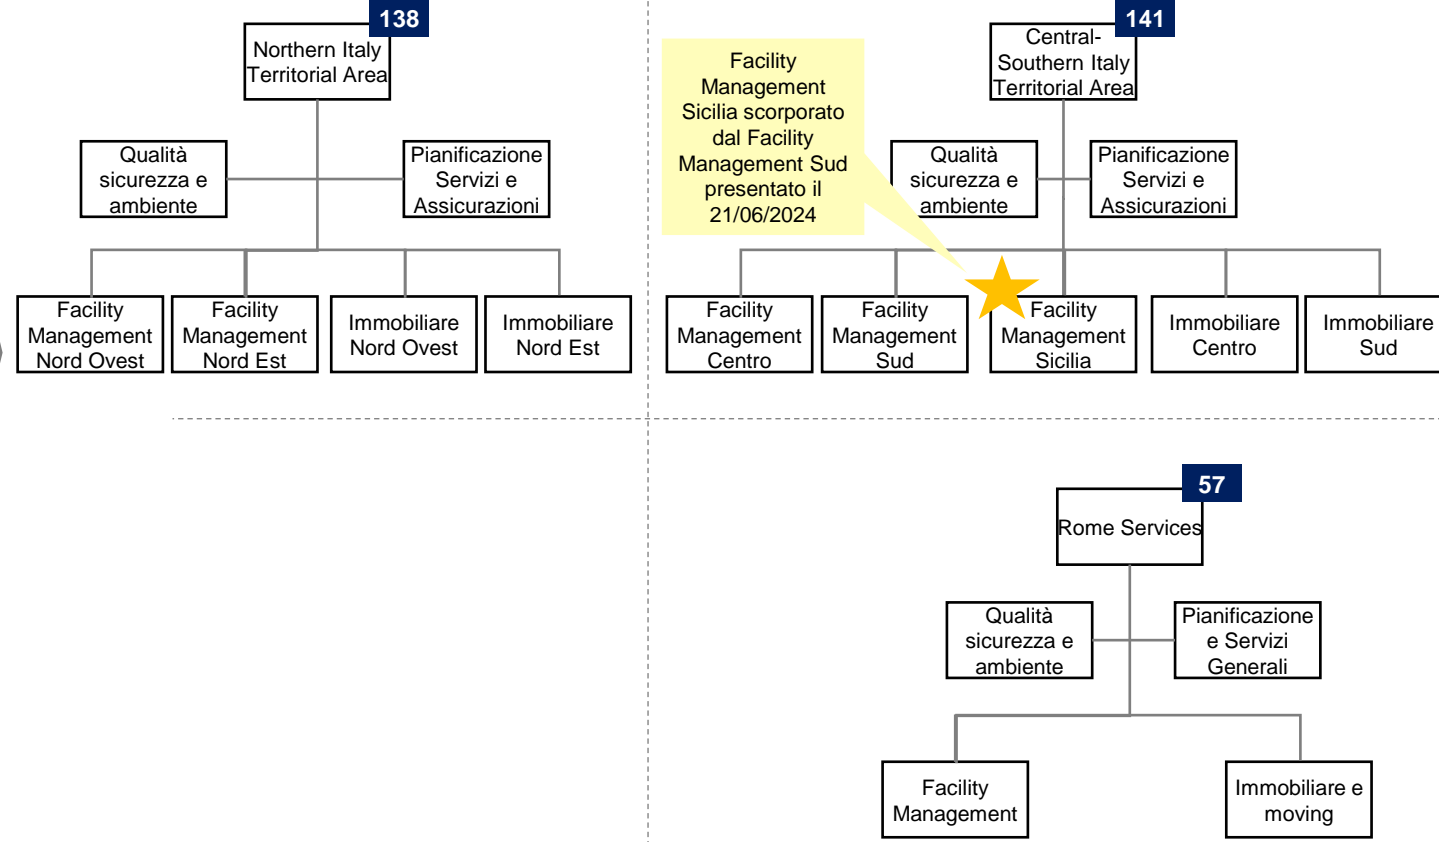 138
Northern Italy
Territorial Area
Qualità
sicurezza e
ambiente
Pianificazione
Servizi e
Assicurazioni
Facility
Management
Nord Ovest
Facility
Management
Nord Est
Immobiliare
Nord Ovest
Immobiliare
Nord Est
141
Central-
Southern Italy
Territorial Area
Facility
Management
Sicilia scorporato
dal Facility
Management Sud
presentato il
21/06/2024
Qualità
sicurezza e
ambiente
Pianificazione
Servizi e
Assicurazioni
Facility
Management
Centro
Facility
Management
Sud
Facility
Management
Sicilia
Immobiliare
Centro
Immobiliare
Sud
57
Rome Services
Qualità
sicurezza e
ambiente
Pianificazione
e Servizi
Generali
Facility
Management
Immobiliare e
moving